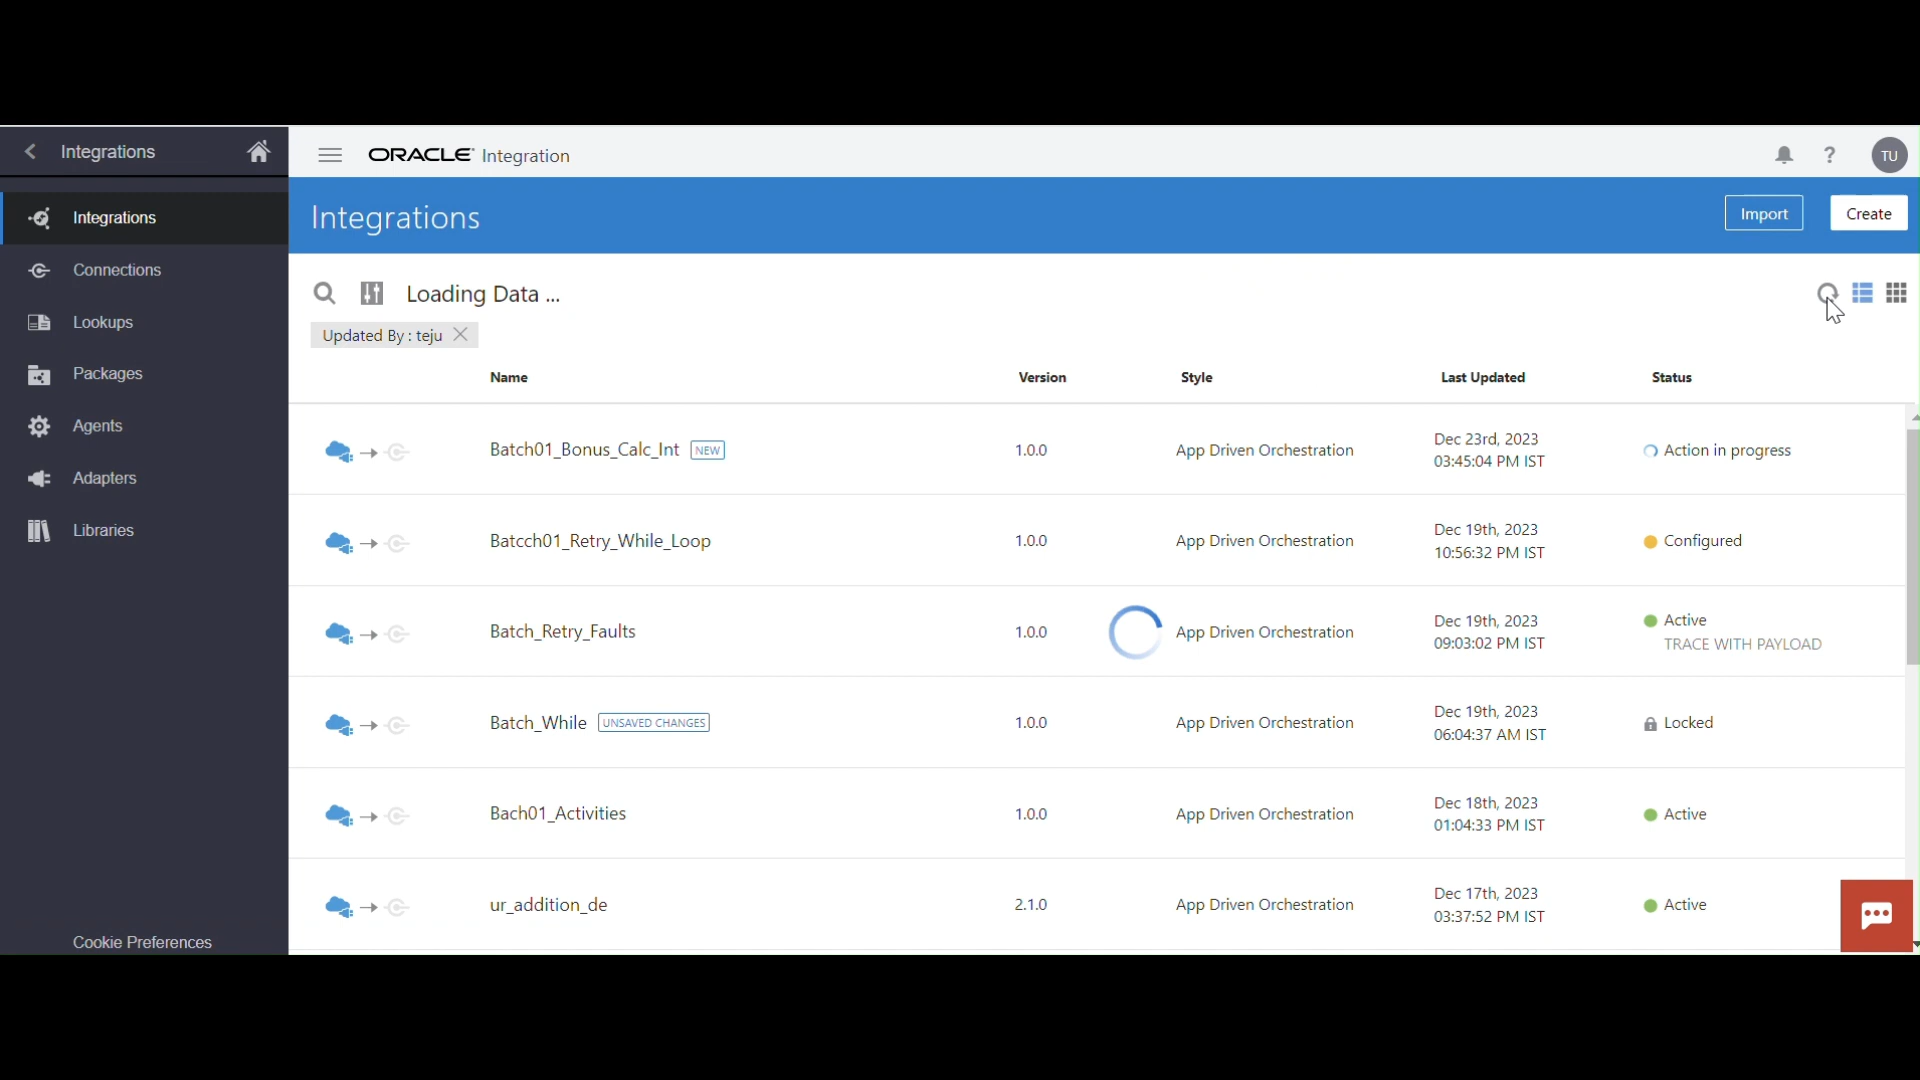 Integrations
ORACLE Integration
?
TU
Integrations
Import
Create
Integrations
Connections
Lookups
Packages
Agents
Adapters
Libraries
Cookie Preferences
Loading Data ...
Updated By : teju
Name Version Style Last Updated Status
Batch01_Bonus_Calc_Int NEW 1.0.0 App Driven Orchestration Dec 23rd, 2023 03:45:04 PM IST Action in progress
Batcch01_Retry_While_Loop 1.0.0 App Driven Orchestration Dec 19th, 2023 10:56:32 PM IST Configured
Batch_Retry_Faults 1.0.0 App Driven Orchestration Dec 19th, 2023 09:03:02 PM IST Active TRACE WITH PAYLOAD
Batch_While UNSAVED CHANGES 1.0.0 App Driven Orchestration Dec 19th, 2023 06:04:37 AM IST Locked
Bach01_Activities 1.0.0 App Driven Orchestration Dec 18th, 2023 01:04:33 PM IST Active
ur_addition_de 2.1.0 App Driven Orchestration Dec 17th, 2023 03:37:52 PM IST Active